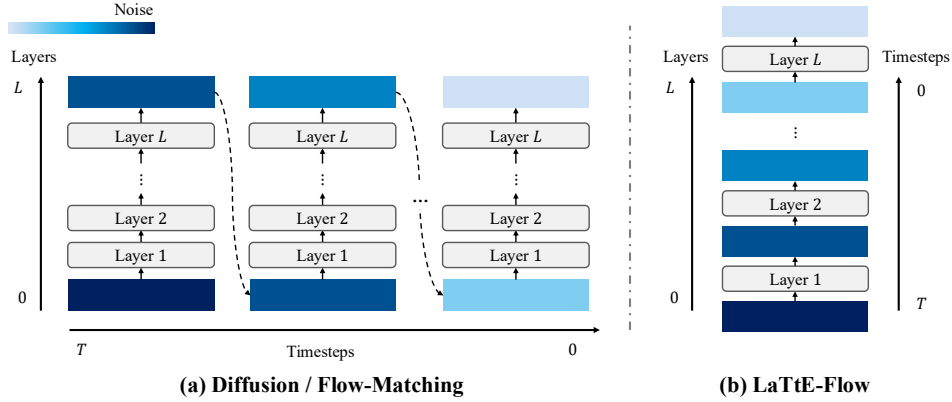 Noise
Layers
L
Layer L
⋮
Layer 2
Layer 1
0
Layer L
⋮
Layer 2
Layer 1
...
Layer L
⋮
Layer 2
Layer 1
T
Timesteps
0
(a) Diffusion / Flow-Matching
Layers
Timesteps
L
0
Layer L
⋮
Layer 2
Layer 1
0
T
(b) LaTtE-Flow